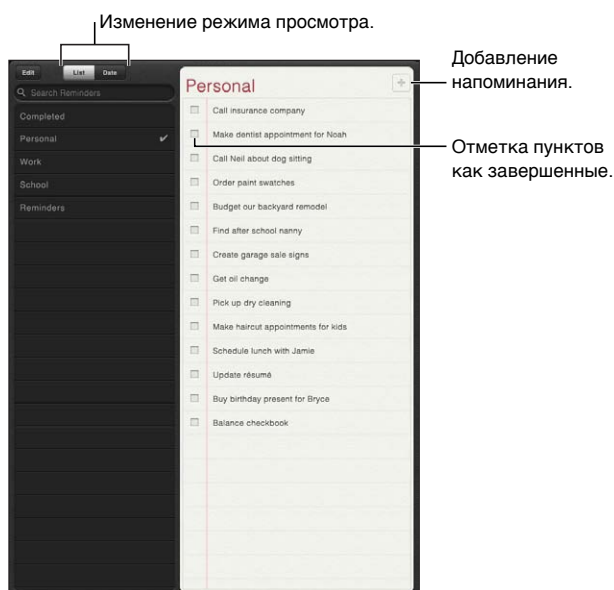 Изменение режима просмотра.
Edit List Date
Search Reminders
Completed
Personal
Work
School
Reminders
Personal
Call insurance company
Make dentist appointment for Noah
Call Neil about dog sitting
Order paint swatches
Budget our backyard remodel
Find after school nanny
Create garage sale signs
Get oil change
Pick up dry cleaning
Make haircut appointments for kids
Schedule lunch with Jamie
Update résumé
Buy birthday present for Bryce
Balance checkbook
Добавление
напоминания.
Отметка пунктов
как завершенные.